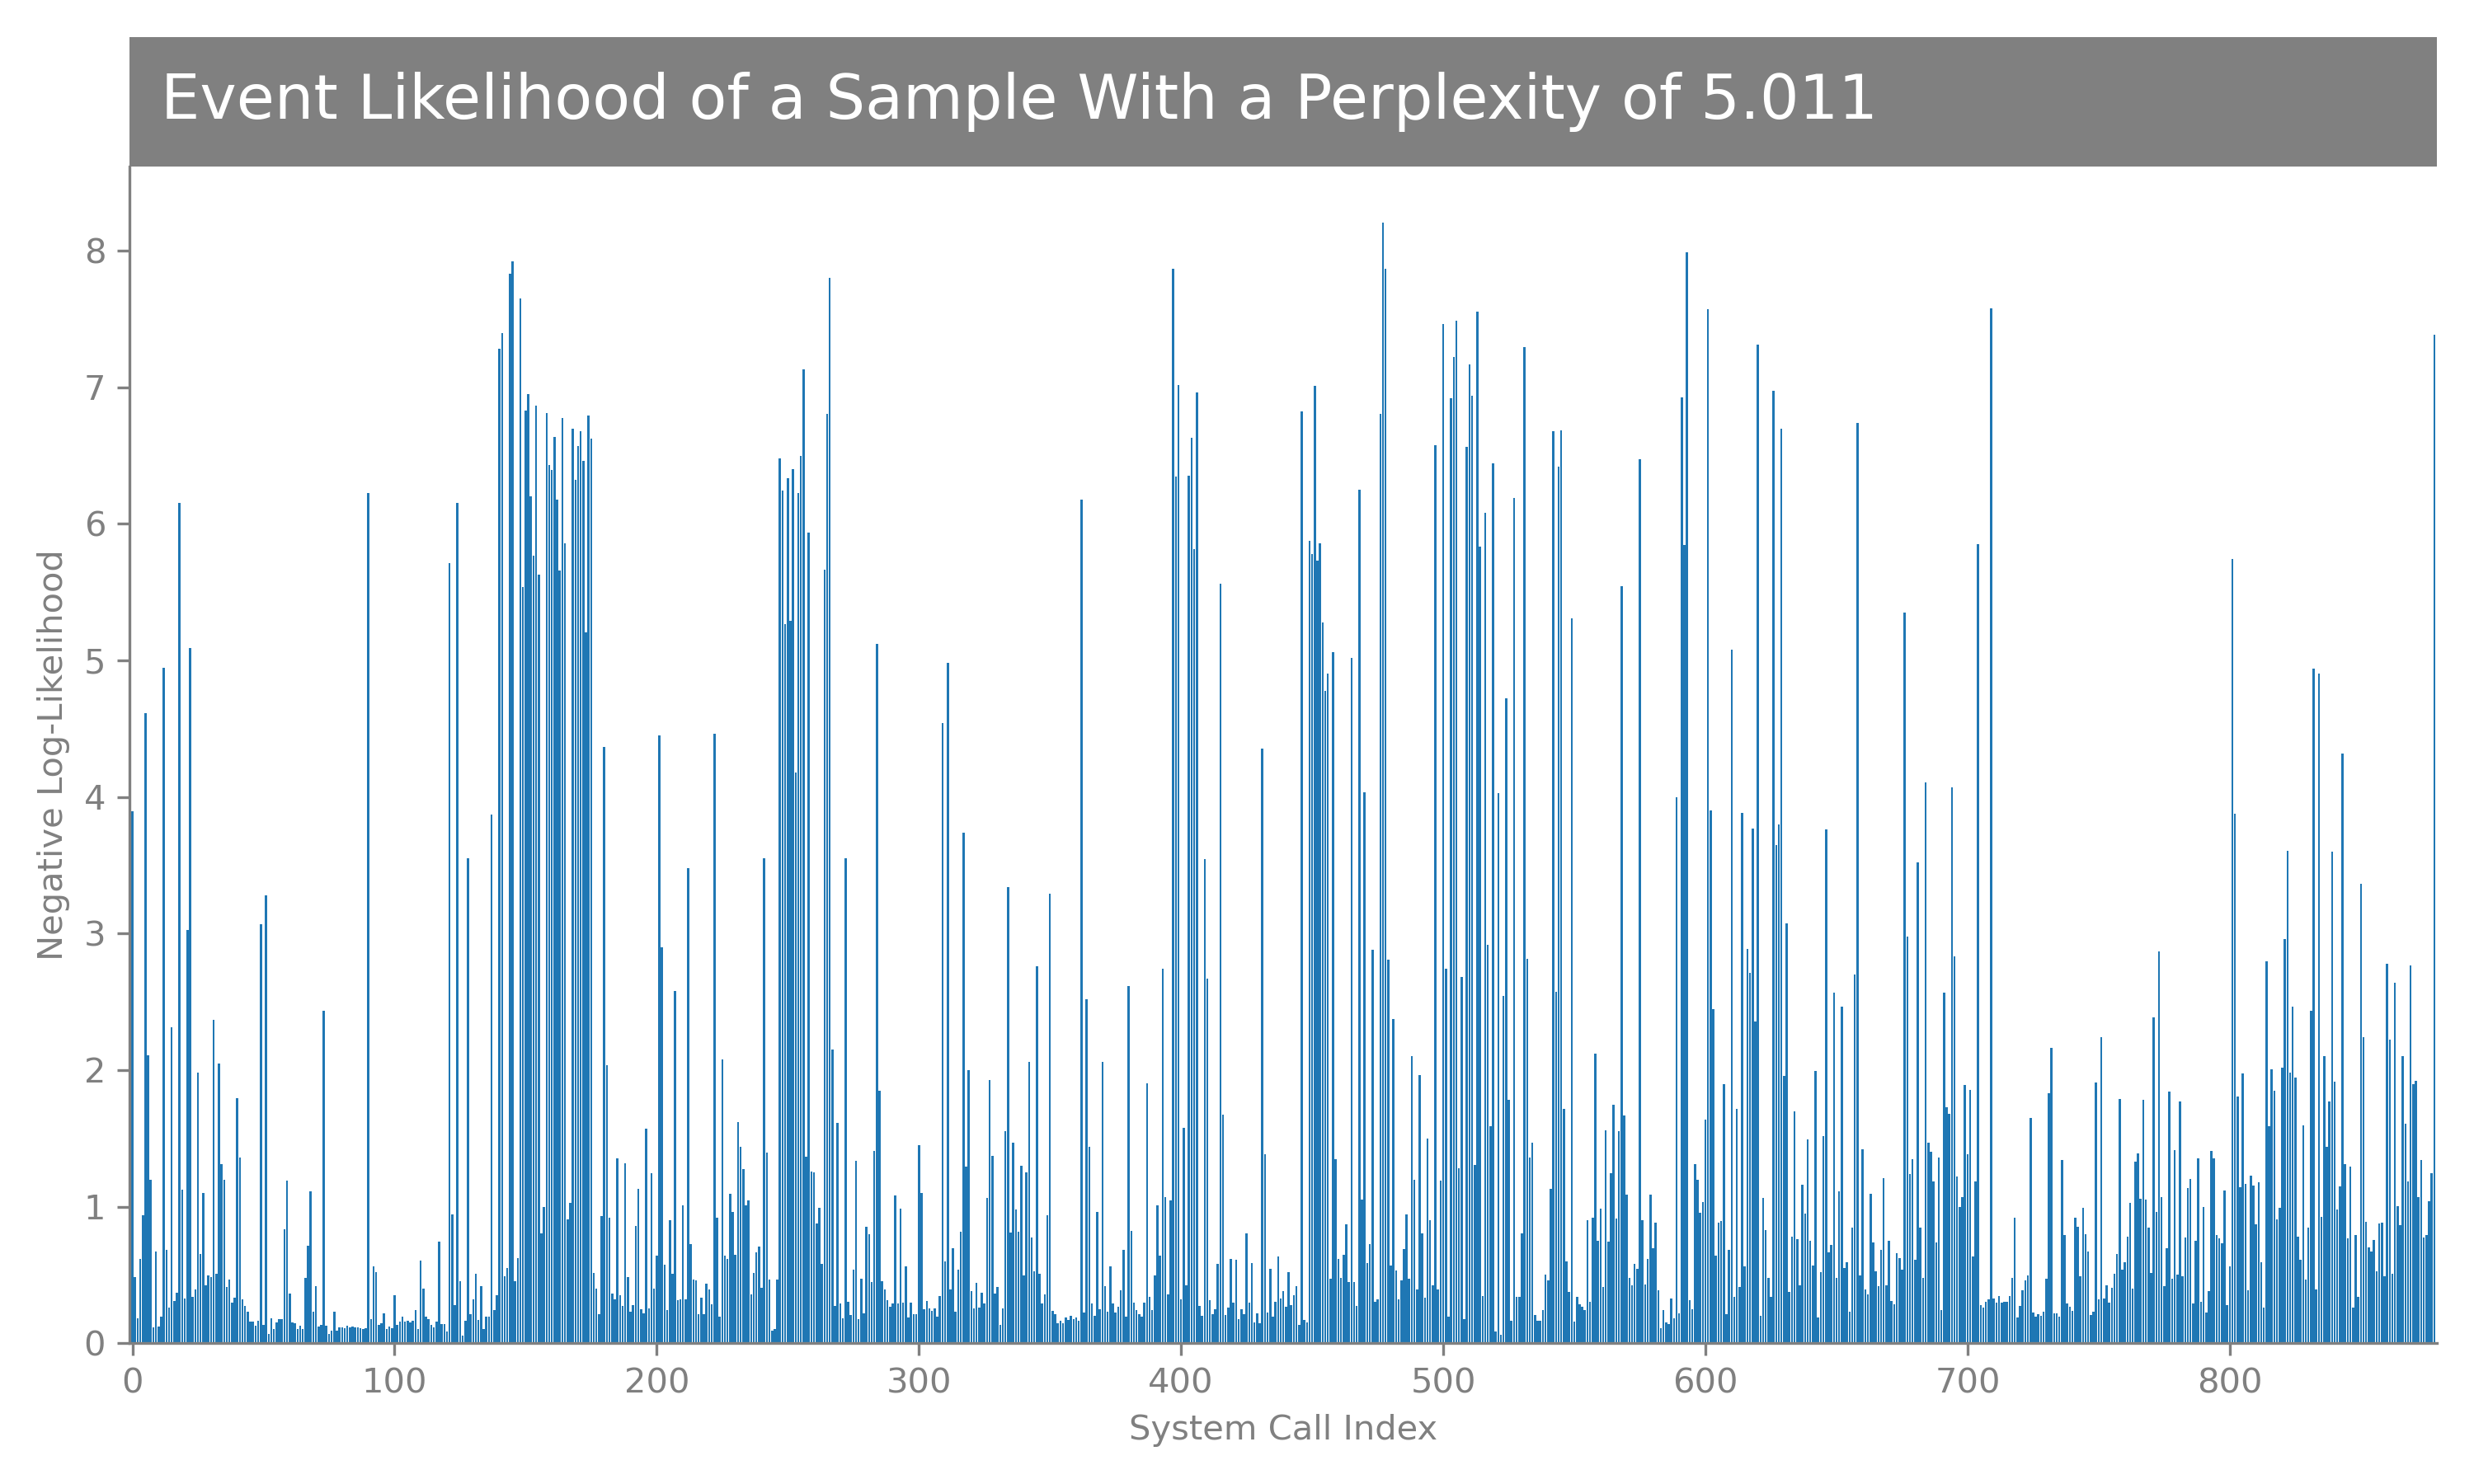 Event Likelihood of a Sample With a Perplexity of 5.011
8
7
6
5
4
3
2
1
0
Negative Log-Likelihood
0 100 200 300 400 500 600 700 800
System Call Index